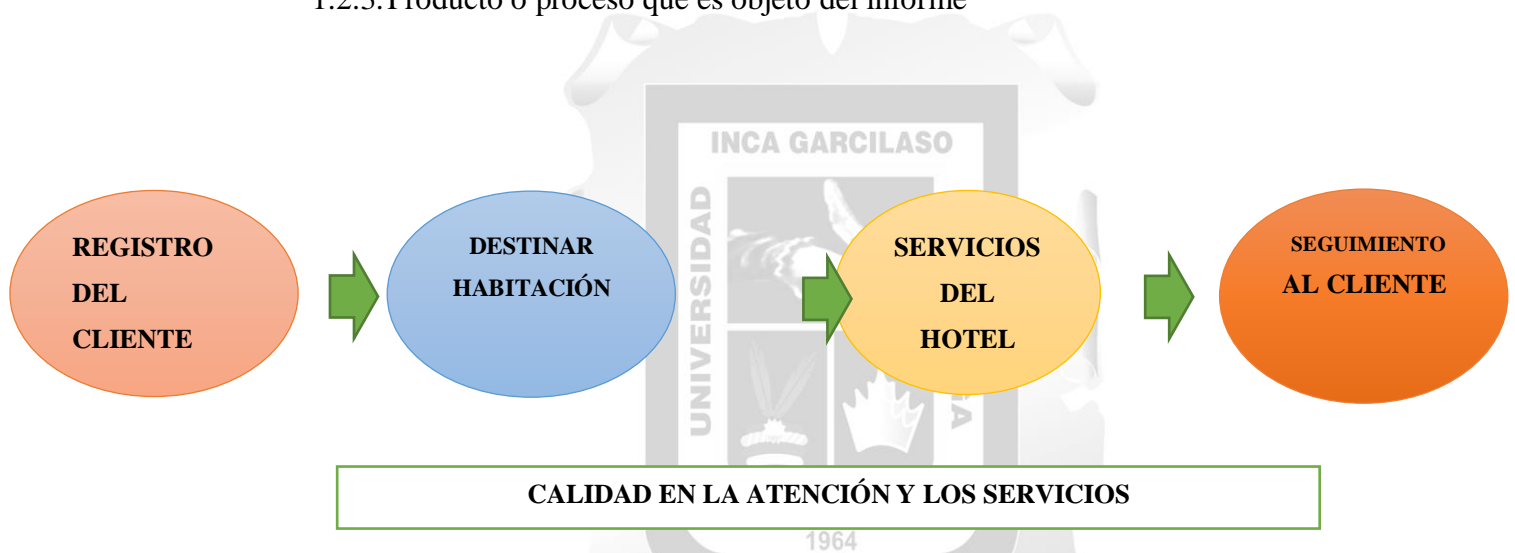 1.2.3.Producto o proceso que es objeto del informe
INCA GARCILASO
UNIVERSIDAD
REGISTRO
DEL
CLIENTE
DESTINAR
HABITACIÓN
SERVICIOS
DEL
HOTEL
SEGUIMIENTO
AL CLIENTE
CALIDAD EN LA ATENCIÓN Y LOS SERVICIOS
1964